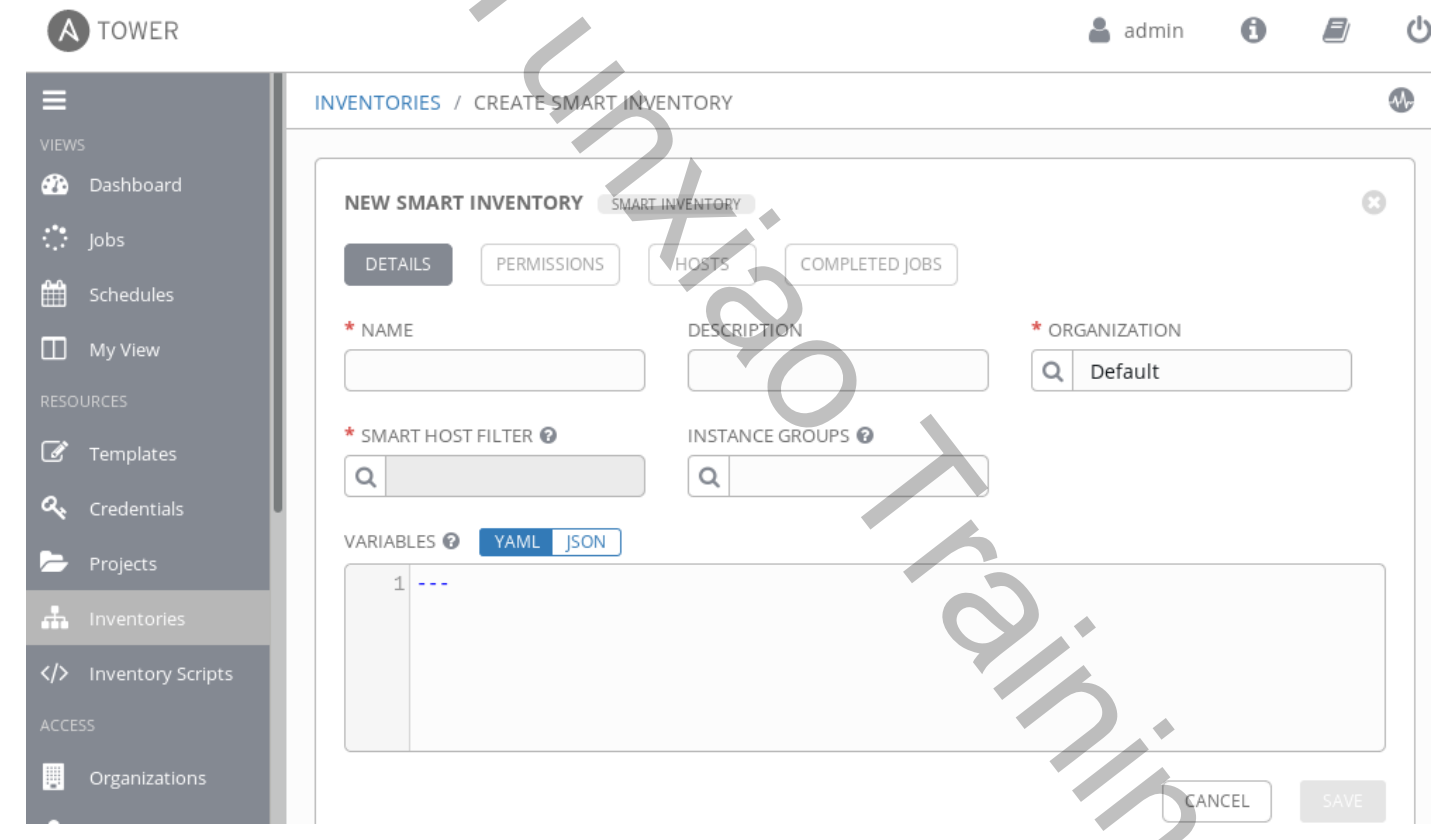 TOWER
admin
VIEWS
Dashboard
Jobs
Schedules
My View
RESOURCES
Templates
Credentials
Projects
Inventories
Inventory Scripts
ACCESS
Organizations
INVENTORIES / CREATE SMART INVENTORY
NEW SMART INVENTORY SMART INVENTORY
DETAILS PERMISSIONS HOSTS COMPLETED JOBS
* NAME DESCRIPTION * ORGANIZATION
Default
* SMART HOST FILTER INSTANCE GROUPS
VARIABLES YAML JSON
1 ---
CANCEL SAVE
unxiao Trainin